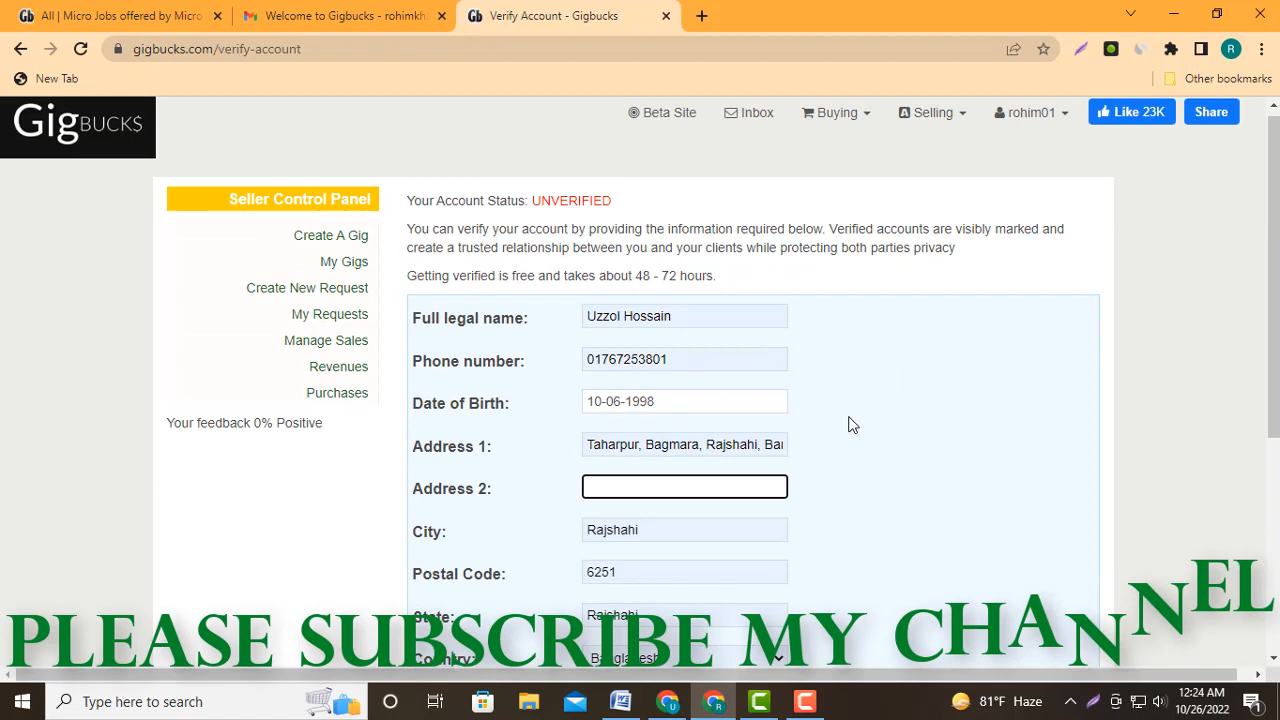 All | Micro Jobs offered by Micro
Welcome to Gigbucks - rohimkh
Verify Account - Gigbucks
gigbucks.com/verify-account
R
New Tab
Other bookmarks
Gig BUCKS
Beta Site
Inbox
Buying
Selling
rohim01
Like 23K
Share
Seller Control Panel
Create A Gig
My Gigs
Create New Request
My Requests
Manage Sales
Revenues
Purchases
Your feedback 0% Positive
Your Account Status: UNVERIFIED
You can verify your account by providing the information required below. Verified accounts are visibly marked and
create a trusted relationship between you and your clients while protecting both parties privacy
Getting verified is free and takes about 48 - 72 hours.
Full legal name: Uzzol Hossain
Phone number: 01767253801
Date of Birth: 10-06-1998
Address 1: Taharpur, Bagmara, Rajshahi, Ban
Address 2:
City: Rajshahi
Postal Code: 6251
State: Rajshahi
Country: Bangladesh
PLEASE SUBSCRIBE MY CHANNEL
Type here to search
81°F Haze
12:24 AM
10/26/2022